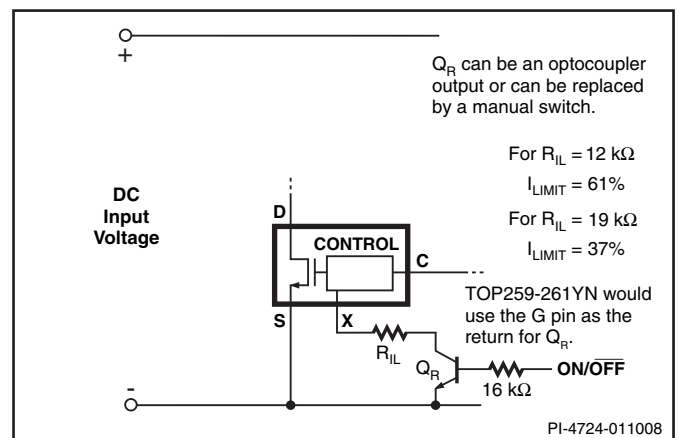 +
Q_R can be an optocoupler
output or can be replaced
by a manual switch.
For R_IL = 12 kΩ
I_LIMIT = 61%
For R_IL = 19 kΩ
I_LIMIT = 37%
DC
Input
Voltage
D
CONTROL
C
S
X
TOP259-261YN would
use the G pin as the
return for Q_R.
R_IL
Q_R
ON/O̅F̅F̅
16 kΩ
-
PI-4724-011008